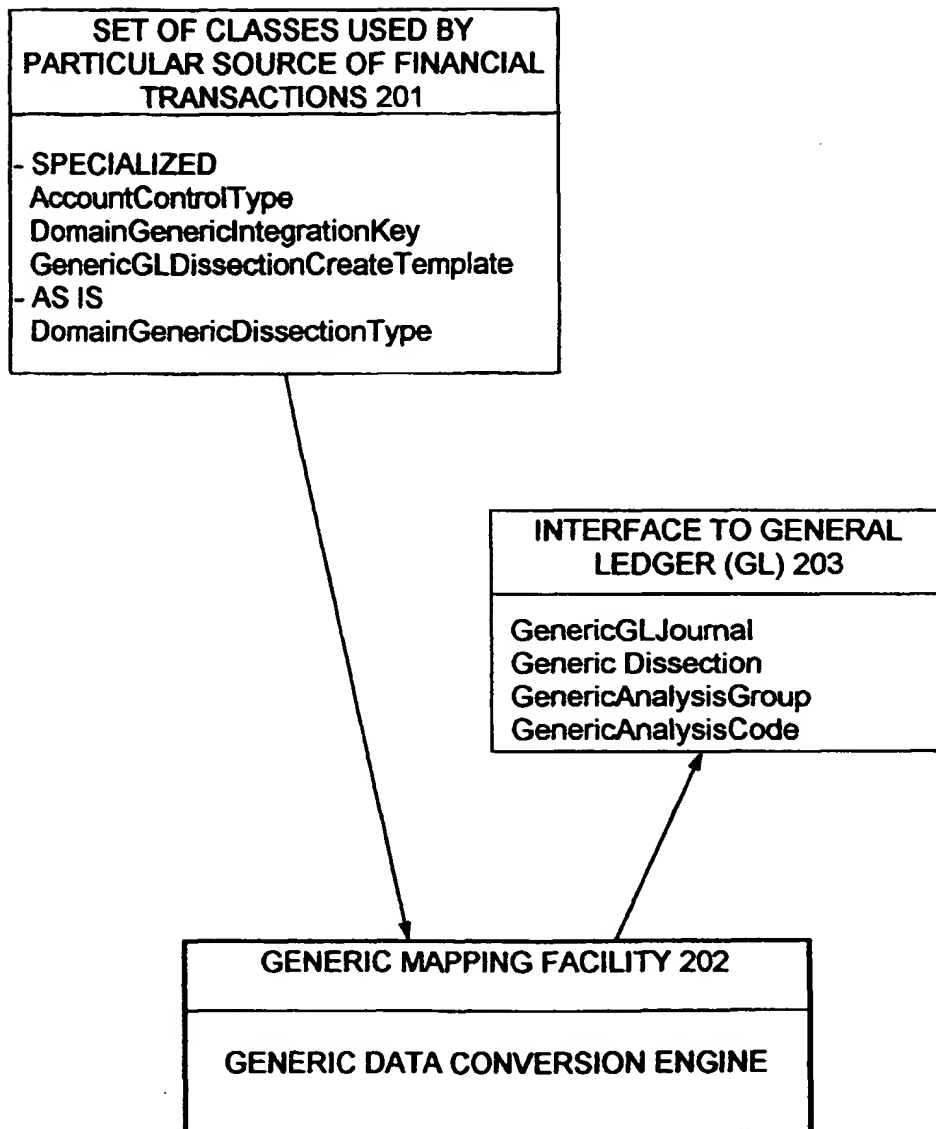 SET OF CLASSES USED BY
PARTICULAR SOURCE OF FINANCIAL
TRANSACTIONS 201
- SPECIALIZED
AccountControlType
DomainGenericIntegrationKey
GenericGLDissectionCreateTemplate
- AS IS
DomainGenericDissectionType
INTERFACE TO GENERAL
LEDGER (GL) 203
GenericGLJournal
Generic Dissection
GenericAnalysisGroup
GenericAnalysisCode
GENERIC MAPPING FACILITY 202
GENERIC DATA CONVERSION ENGINE